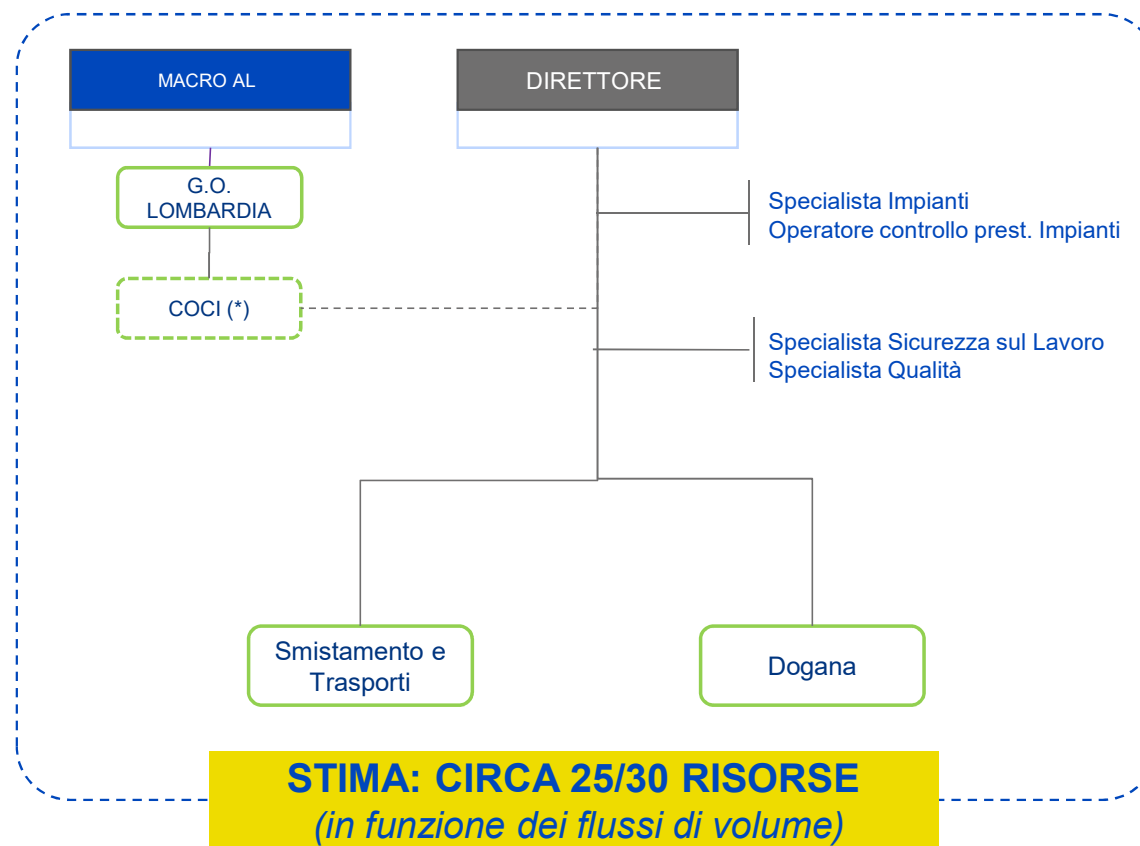 MACRO AL
DIRETTORE
G.O.
LOMBARDIA
COCI (*)
Specialista Impianti
Operatore controllo prest. Impianti
Specialista Sicurezza sul Lavoro
Specialista Qualità
Smistamento e
Trasporti
Dogana
STIMA: CIRCA 25/30 RISORSE
(in funzione dei flussi di volume)